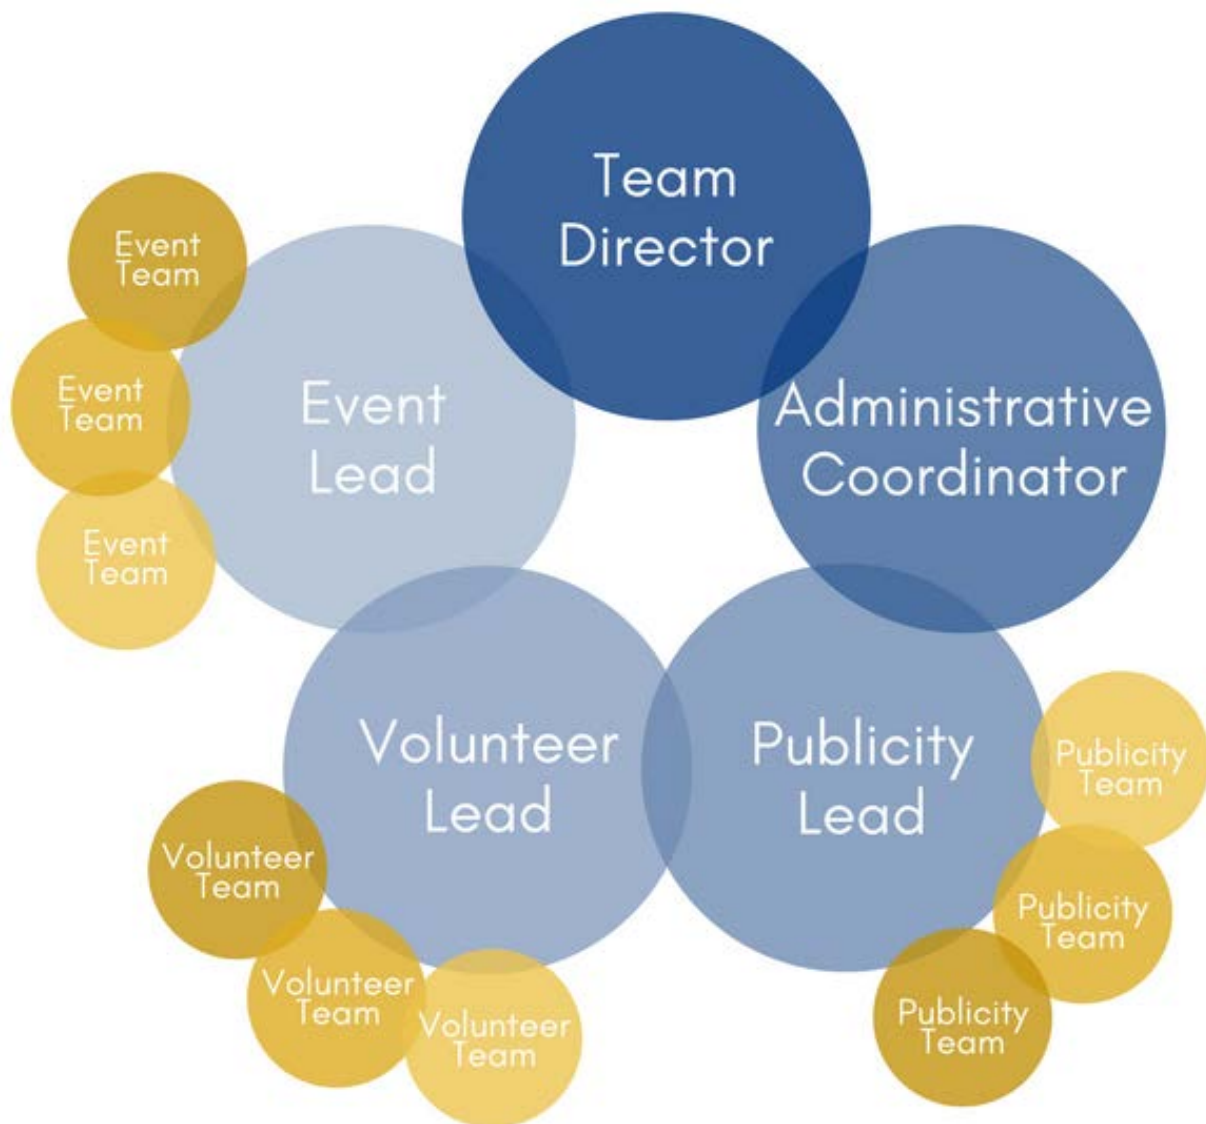 Team
Director
Event
Team
Event
Lead
Administrative
Coordinator
Event
Team
Event
Team
Volunteer
Lead
Publicity
Lead
Publicity
Team
Volunteer
Team
Publicity
Team
Volunteer
Team
Volunteer
Team
Publicity
Team